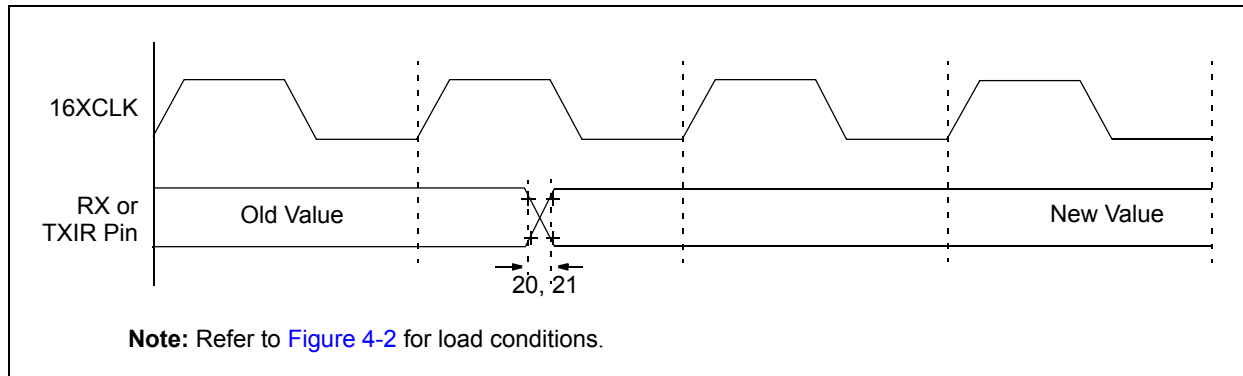 16XCLK
RX or
TXIR Pin
Old Value
New Value
20, 21
Note: Refer to Figure 4-2 for load conditions.